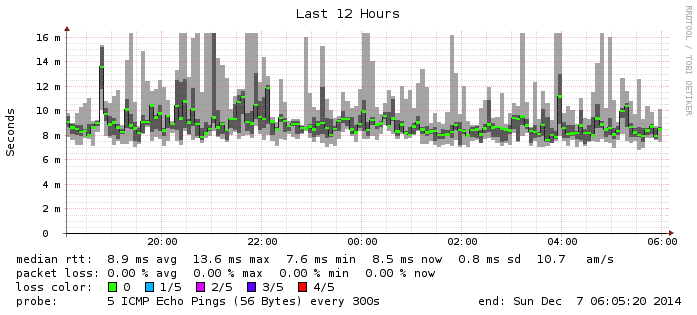 Last 12 Hours
RRDTOOL / TOBI OETIKER
Seconds
16 m
14 m
12 m
10 m
8 m
6 m
4 m
2 m
0
20:00 22:00 00:00 02:00 04:00 06:00
median rtt: 8.9 ms avg 13.6 ms max 7.6 ms min 8.5 ms now 0.8 ms sd 10.7 am/s
packet loss: 0.00 % avg 0.00 % max 0.00 % min 0.00 % now
loss color: 0 1/5 2/5 3/5 4/5
probe: 5 ICMP Echo Pings (56 Bytes) every 300s end: Sun Dec 7 06:05:20 2014